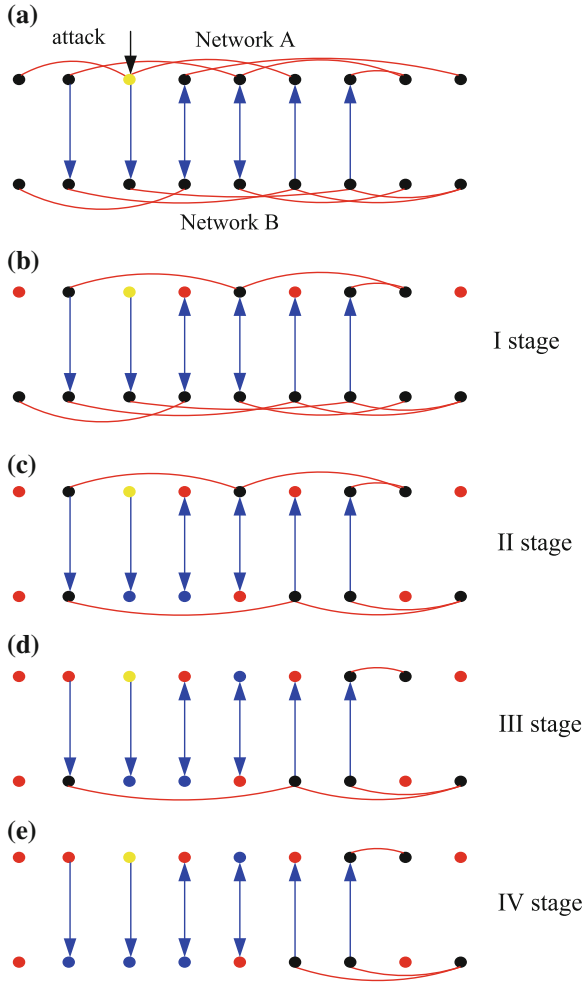 (a)
attack
Network A
Network B
(b)
I stage
(c)
II stage
(d)
III stage
(e)
IV stage